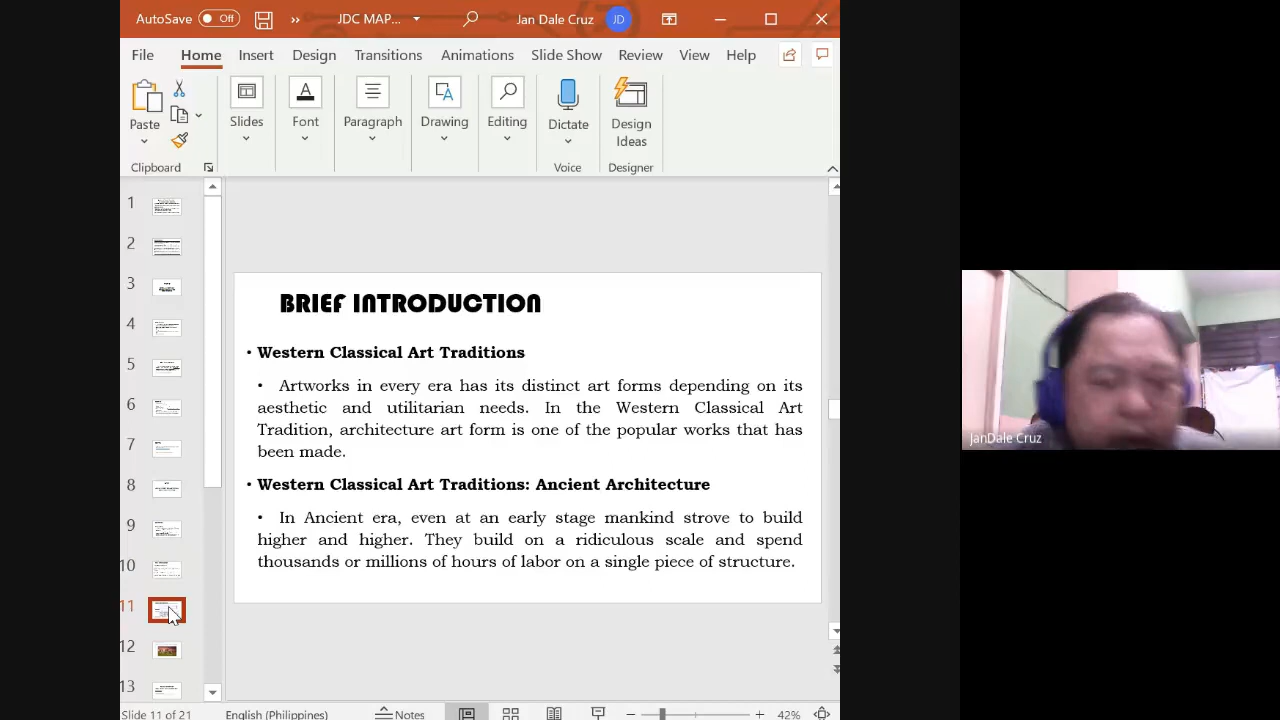 AutoSave Off JDC MAP... Jan Dale Cruz JD
File Home Insert Design Transitions Animations Slide Show Review View Help
Paste Slides Font Paragraph Drawing Editing Dictate Design Ideas
Clipboard Voice Designer
1
2
3
4
5
6
7
8
9
10
11
12
13
BRIEF INTRODUCTION
• Western Classical Art Traditions
• Artworks in every era has its distinct art forms depending on its
aesthetic and utilitarian needs. In the Western Classical Art
Tradition, architecture art form is one of the popular works that has
been made.
• Western Classical Art Traditions: Ancient Architecture
• In Ancient era, even at an early stage mankind strove to build
higher and higher. They build on a ridiculous scale and spend
thousands or millions of hours of labor on a single piece of structure.
Slide 11 of 21 English (Philippines) Notes 42%
JanDale Cruz